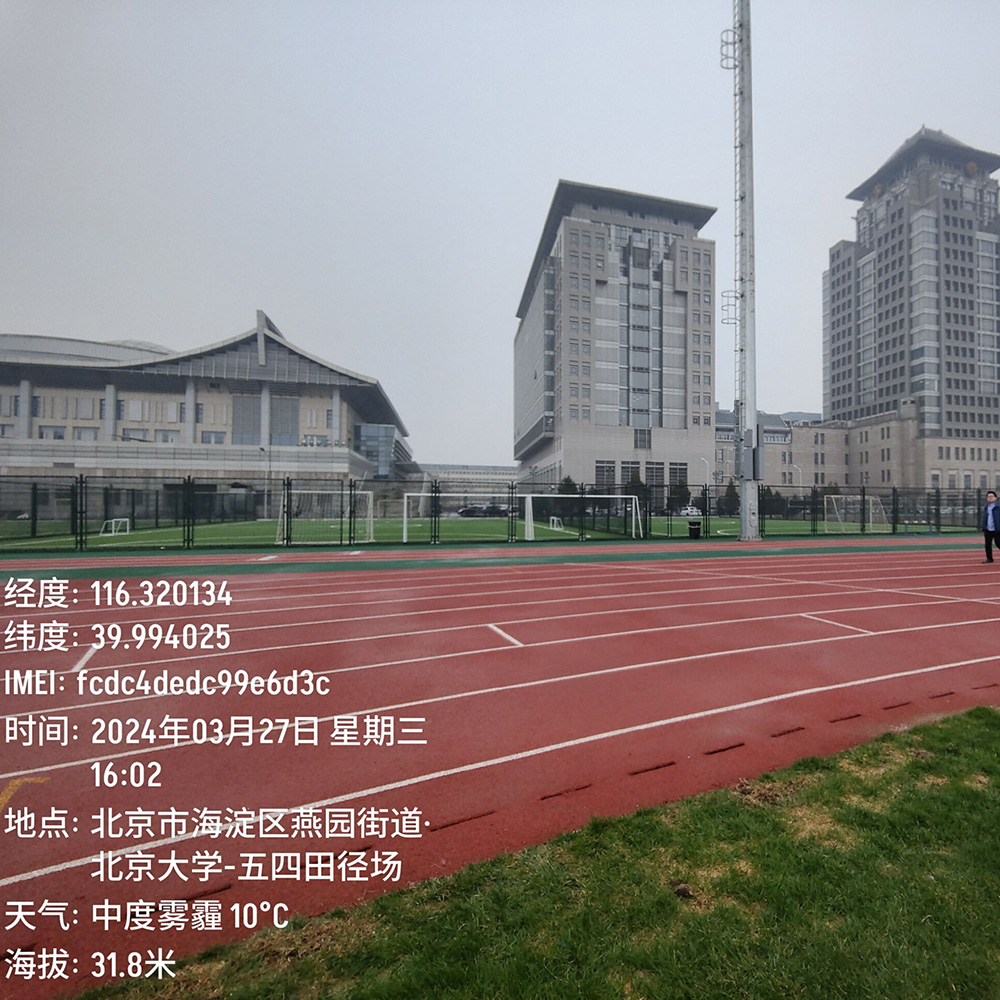 经度: 116.320134
纬度: 39.994025
IMEI: fcdc4dedc99e6d3c
时间: 2024年03月27日 星期三
16:02
地点: 北京市海淀区燕园街道·
北京大学-五四田径场
天气: 中度雾霾 10°C
海拔: 31.8米